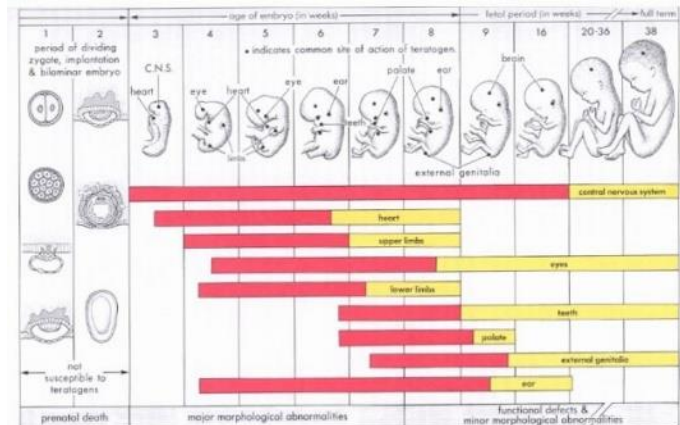 age of embryo (in weeks)
fetal period (in weeks)
full term
1
2
3
4
5
6
7
8
9
16
20-36
38
period of dividing
zygote, implantation
& bilaminar embryo
• indicates common site of action of teratogen
C.N.S.
heart
eye
heart
limbs
eye
ear
teeth
palate
ear
external genitalia
brain
central nervous system
heart
upper limbs
eyes
lower limbs
teeth
palate
external genitalia
ear
not
susceptible to
teratogens
prenatal death
major morphological abnormalities
functional defects &
minor morphological abnormalities